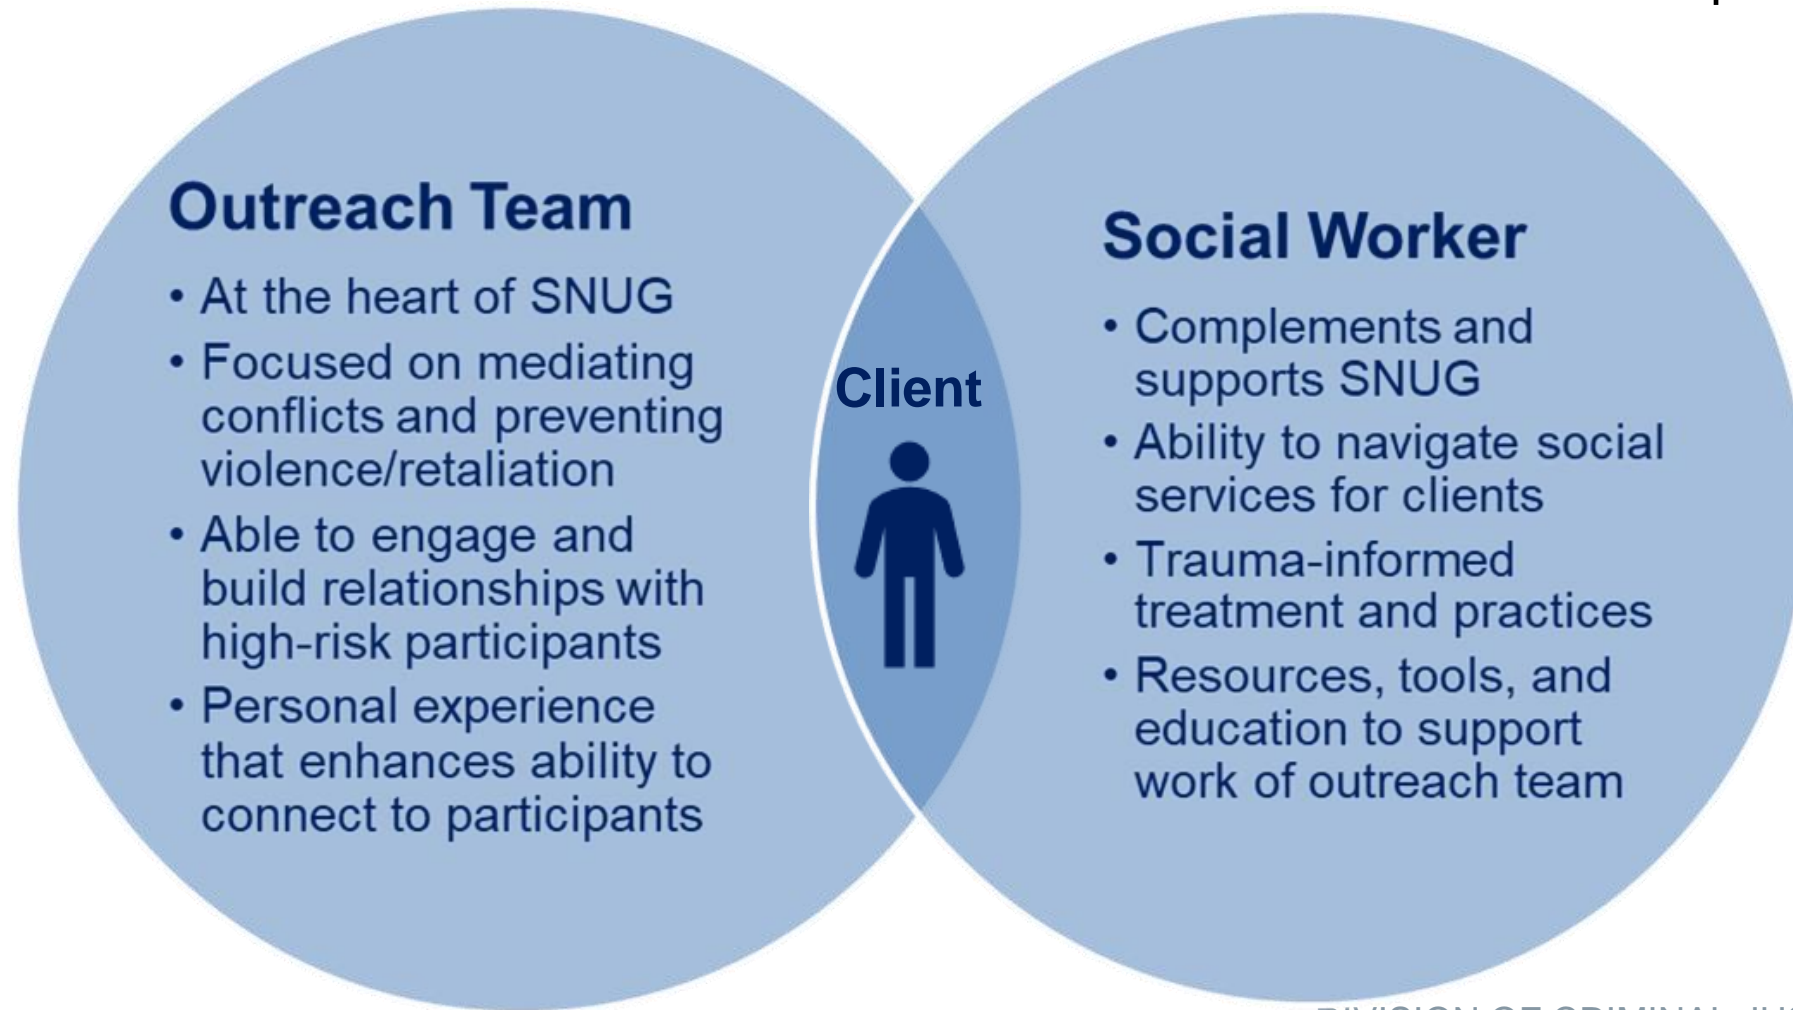 Outreach Team
• At the heart of SNUG
• Focused on mediating
conflicts and preventing
violence/retaliation
• Able to engage and
build relationships with
high-risk participants
• Personal experience
that enhances ability to
connect to participants
Client
Social Worker
• Complements and
supports SNUG
• Ability to navigate social
services for clients
• Trauma-informed
treatment and practices
• Resources, tools, and
education to support
work of outreach team